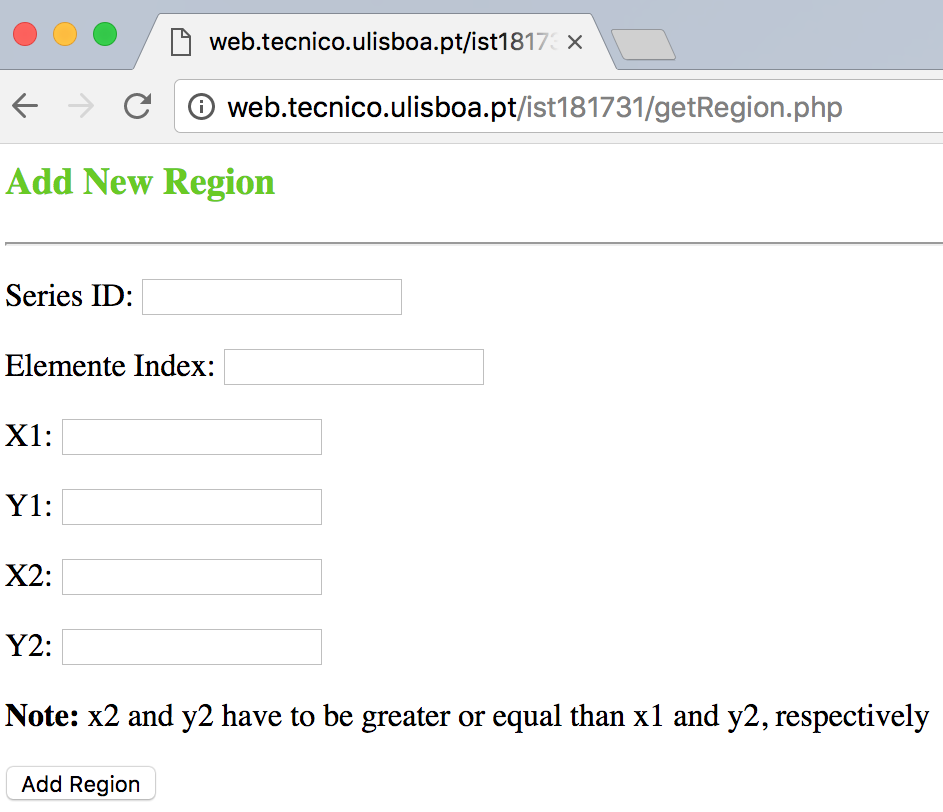 web.tecnico.ulisboa.pt/ist18173
web.tecnico.ulisboa.pt/ist181731/getRegion.php
Add New Region
Series ID:
Elemente Index:
X1:
Y1:
X2:
Y2:
Note: x2 and y2 have to be greater or equal than x1 and y2, respectively
Add Region